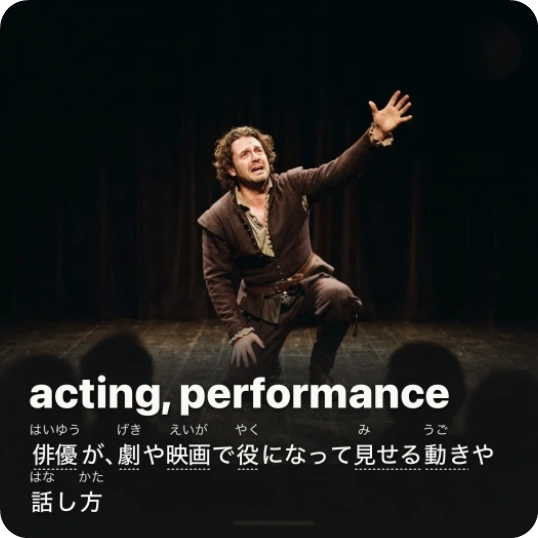 acting, performance
はいゆう げき えいが やく み うご
俳優が、劇や映画で役になって見せる動きや
はな かた
話し方